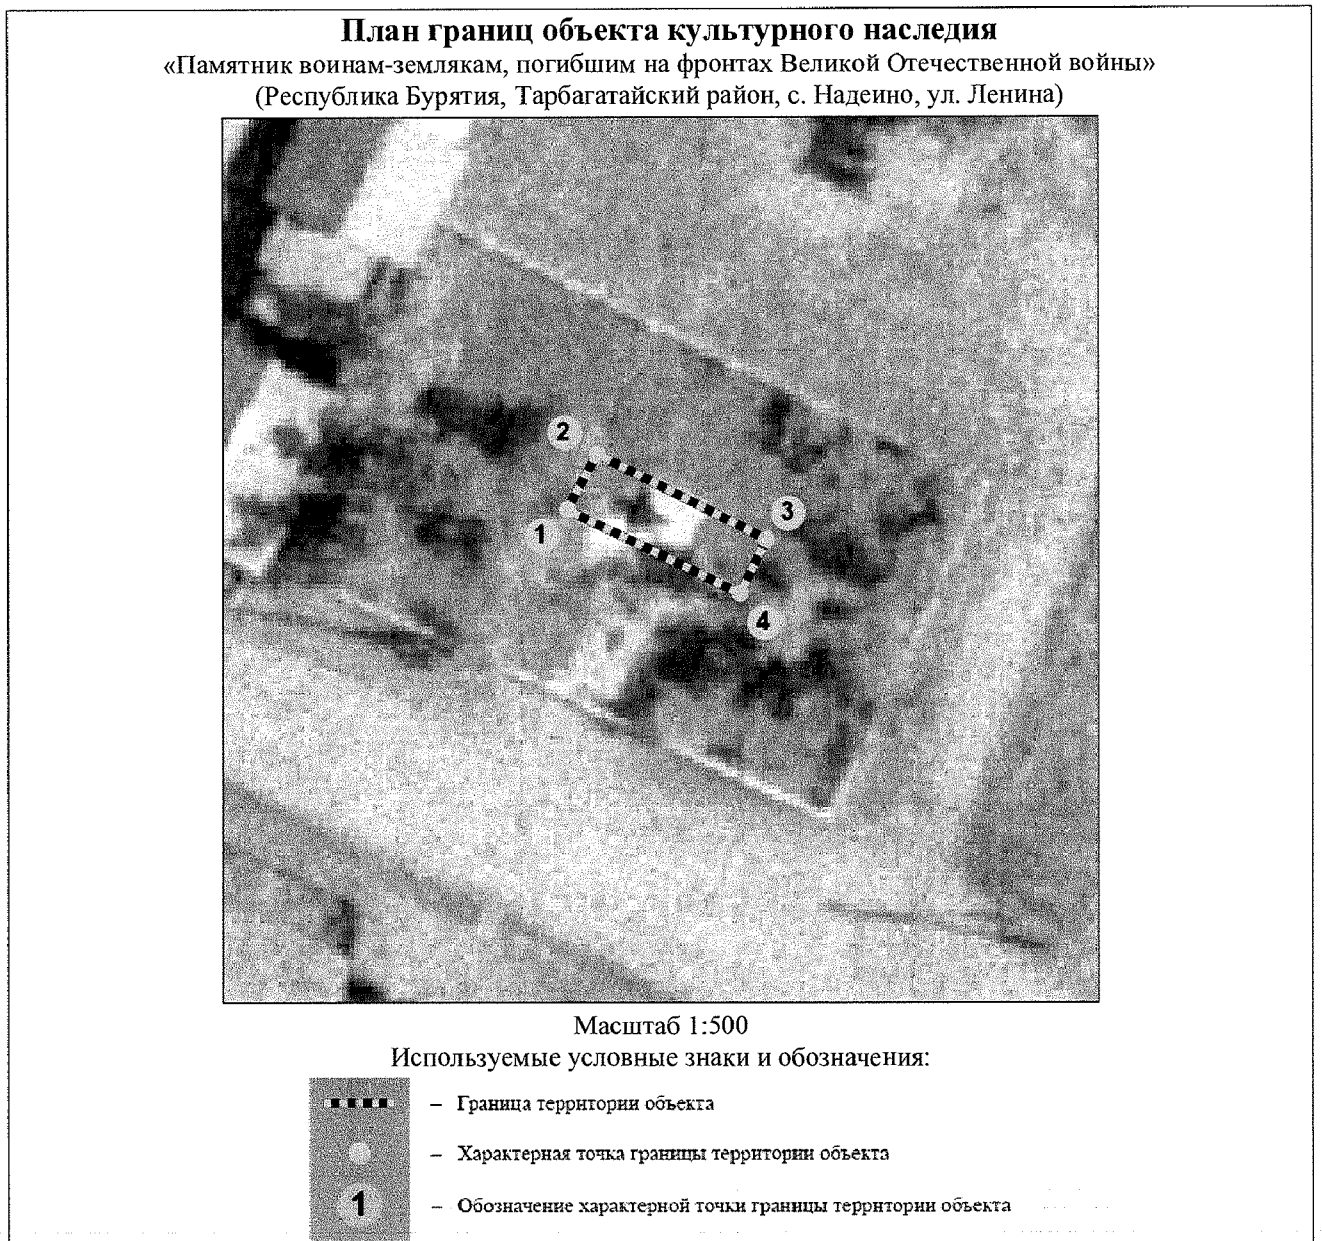 План границ объекта культурного наследия
«Памятник воинам-землякам, погибшим на фронтах Великой Отечественной войны»
(Республика Бурятия, Тарбагатайский район, с. Надеино, ул. Ленина)
2
3
1
4
Масштаб 1:500
Используемые условные знаки и обозначения:
– Граница территории объекта
– Характерная точка границы территории объекта
1 – Обозначение характерной точки границы территории объекта